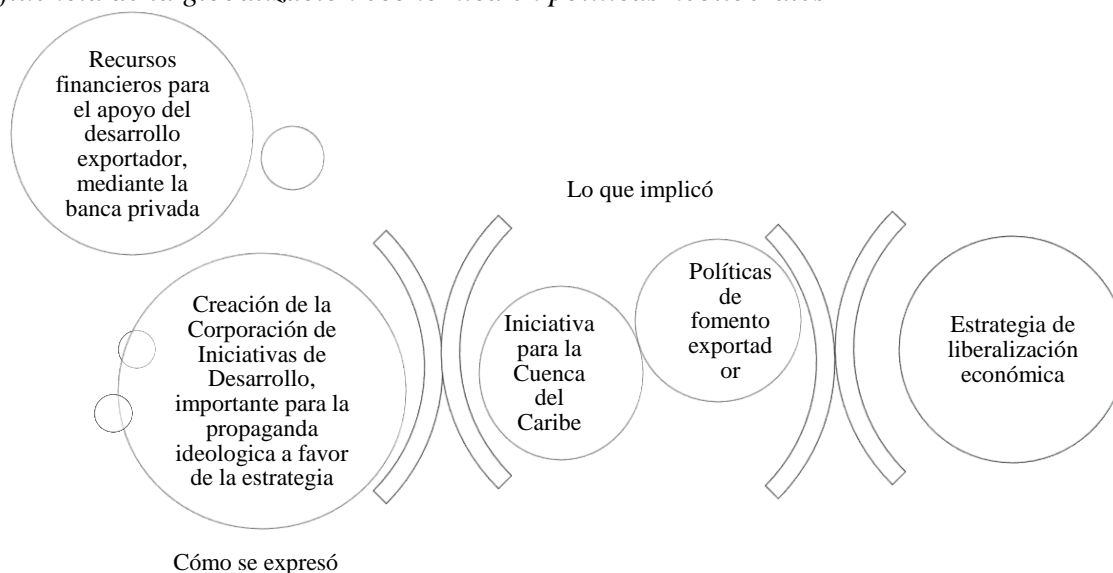 Recursos
financieros para
el apoyo del
desarrollo
exportador,
mediante la
banca privada
Creación de la
Corporación de
Iniciativas de
Desarrollo,
importante para la
propaganda
ideologica a favor
de la estrategia
Cómo se expresó
Lo que implicó
Iniciativa
para la
Cuenca
del
Caribe
Políticas
de
fomento
exportad
or
Estrategia de
liberalización
económica